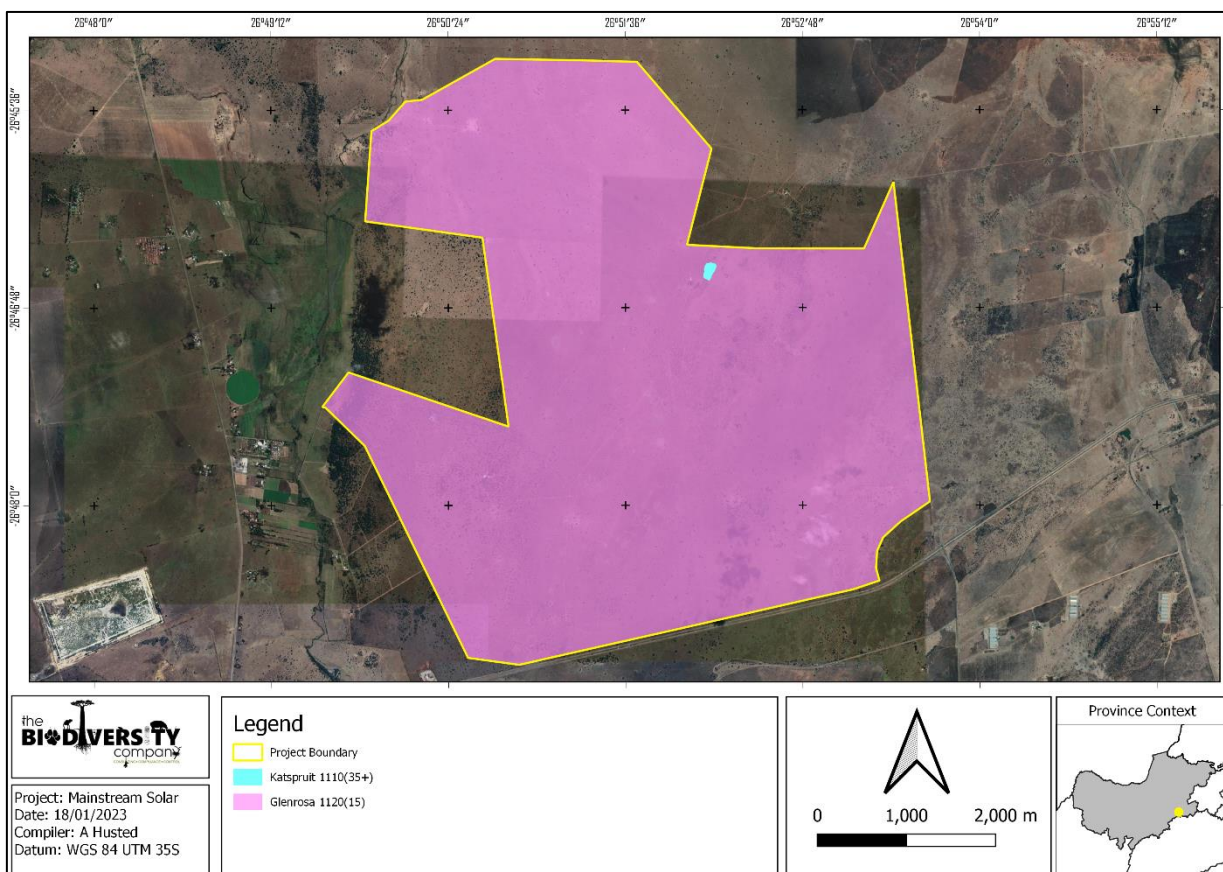 26°48'0" 26°49'12" 26°50'24" 26°51'36" 26°52'48" 26°54'0" 26°55'12"
-26°45'36"
-26°46'48"
-26°48'0"
the
BIODIVERSITY
company
Project: Mainstream Solar
Date: 18/01/2023
Compiler: A Husted
Datum: WGS 84 UTM 35S
Legend
Project Boundary
Katspruit 1110(35+)
Glenrosa 1120(15)
0 1,000 2,000 m
Province Context